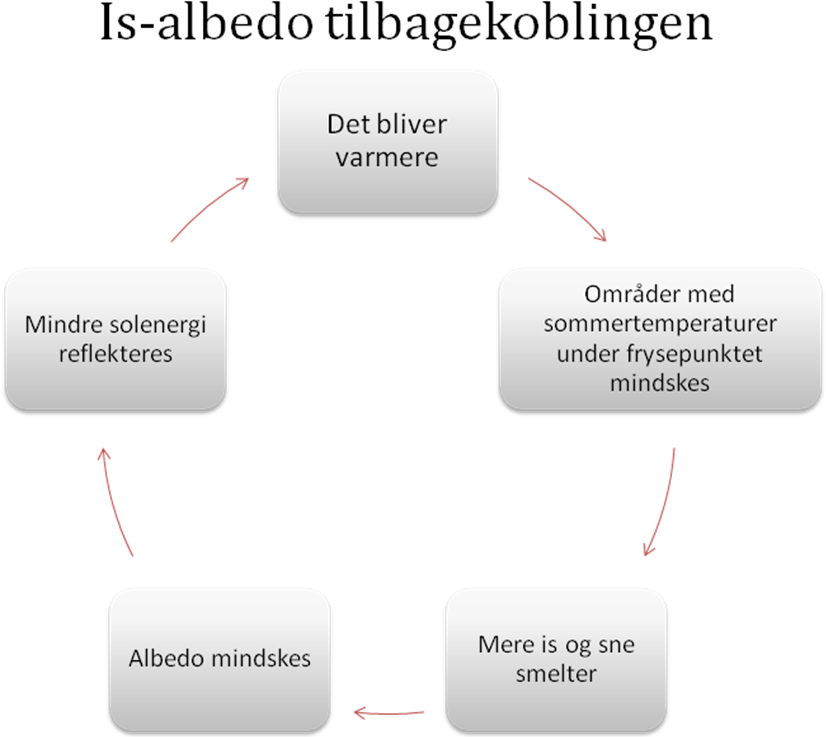 Is-albedo tilbagekoblingen
Det bliver
varmere
Områder med
sommertemperaturer
under frysepunktet
mindskes
Mere is og sne
smelter
Albedo mindskes
Mindre solenergi
reflekteres